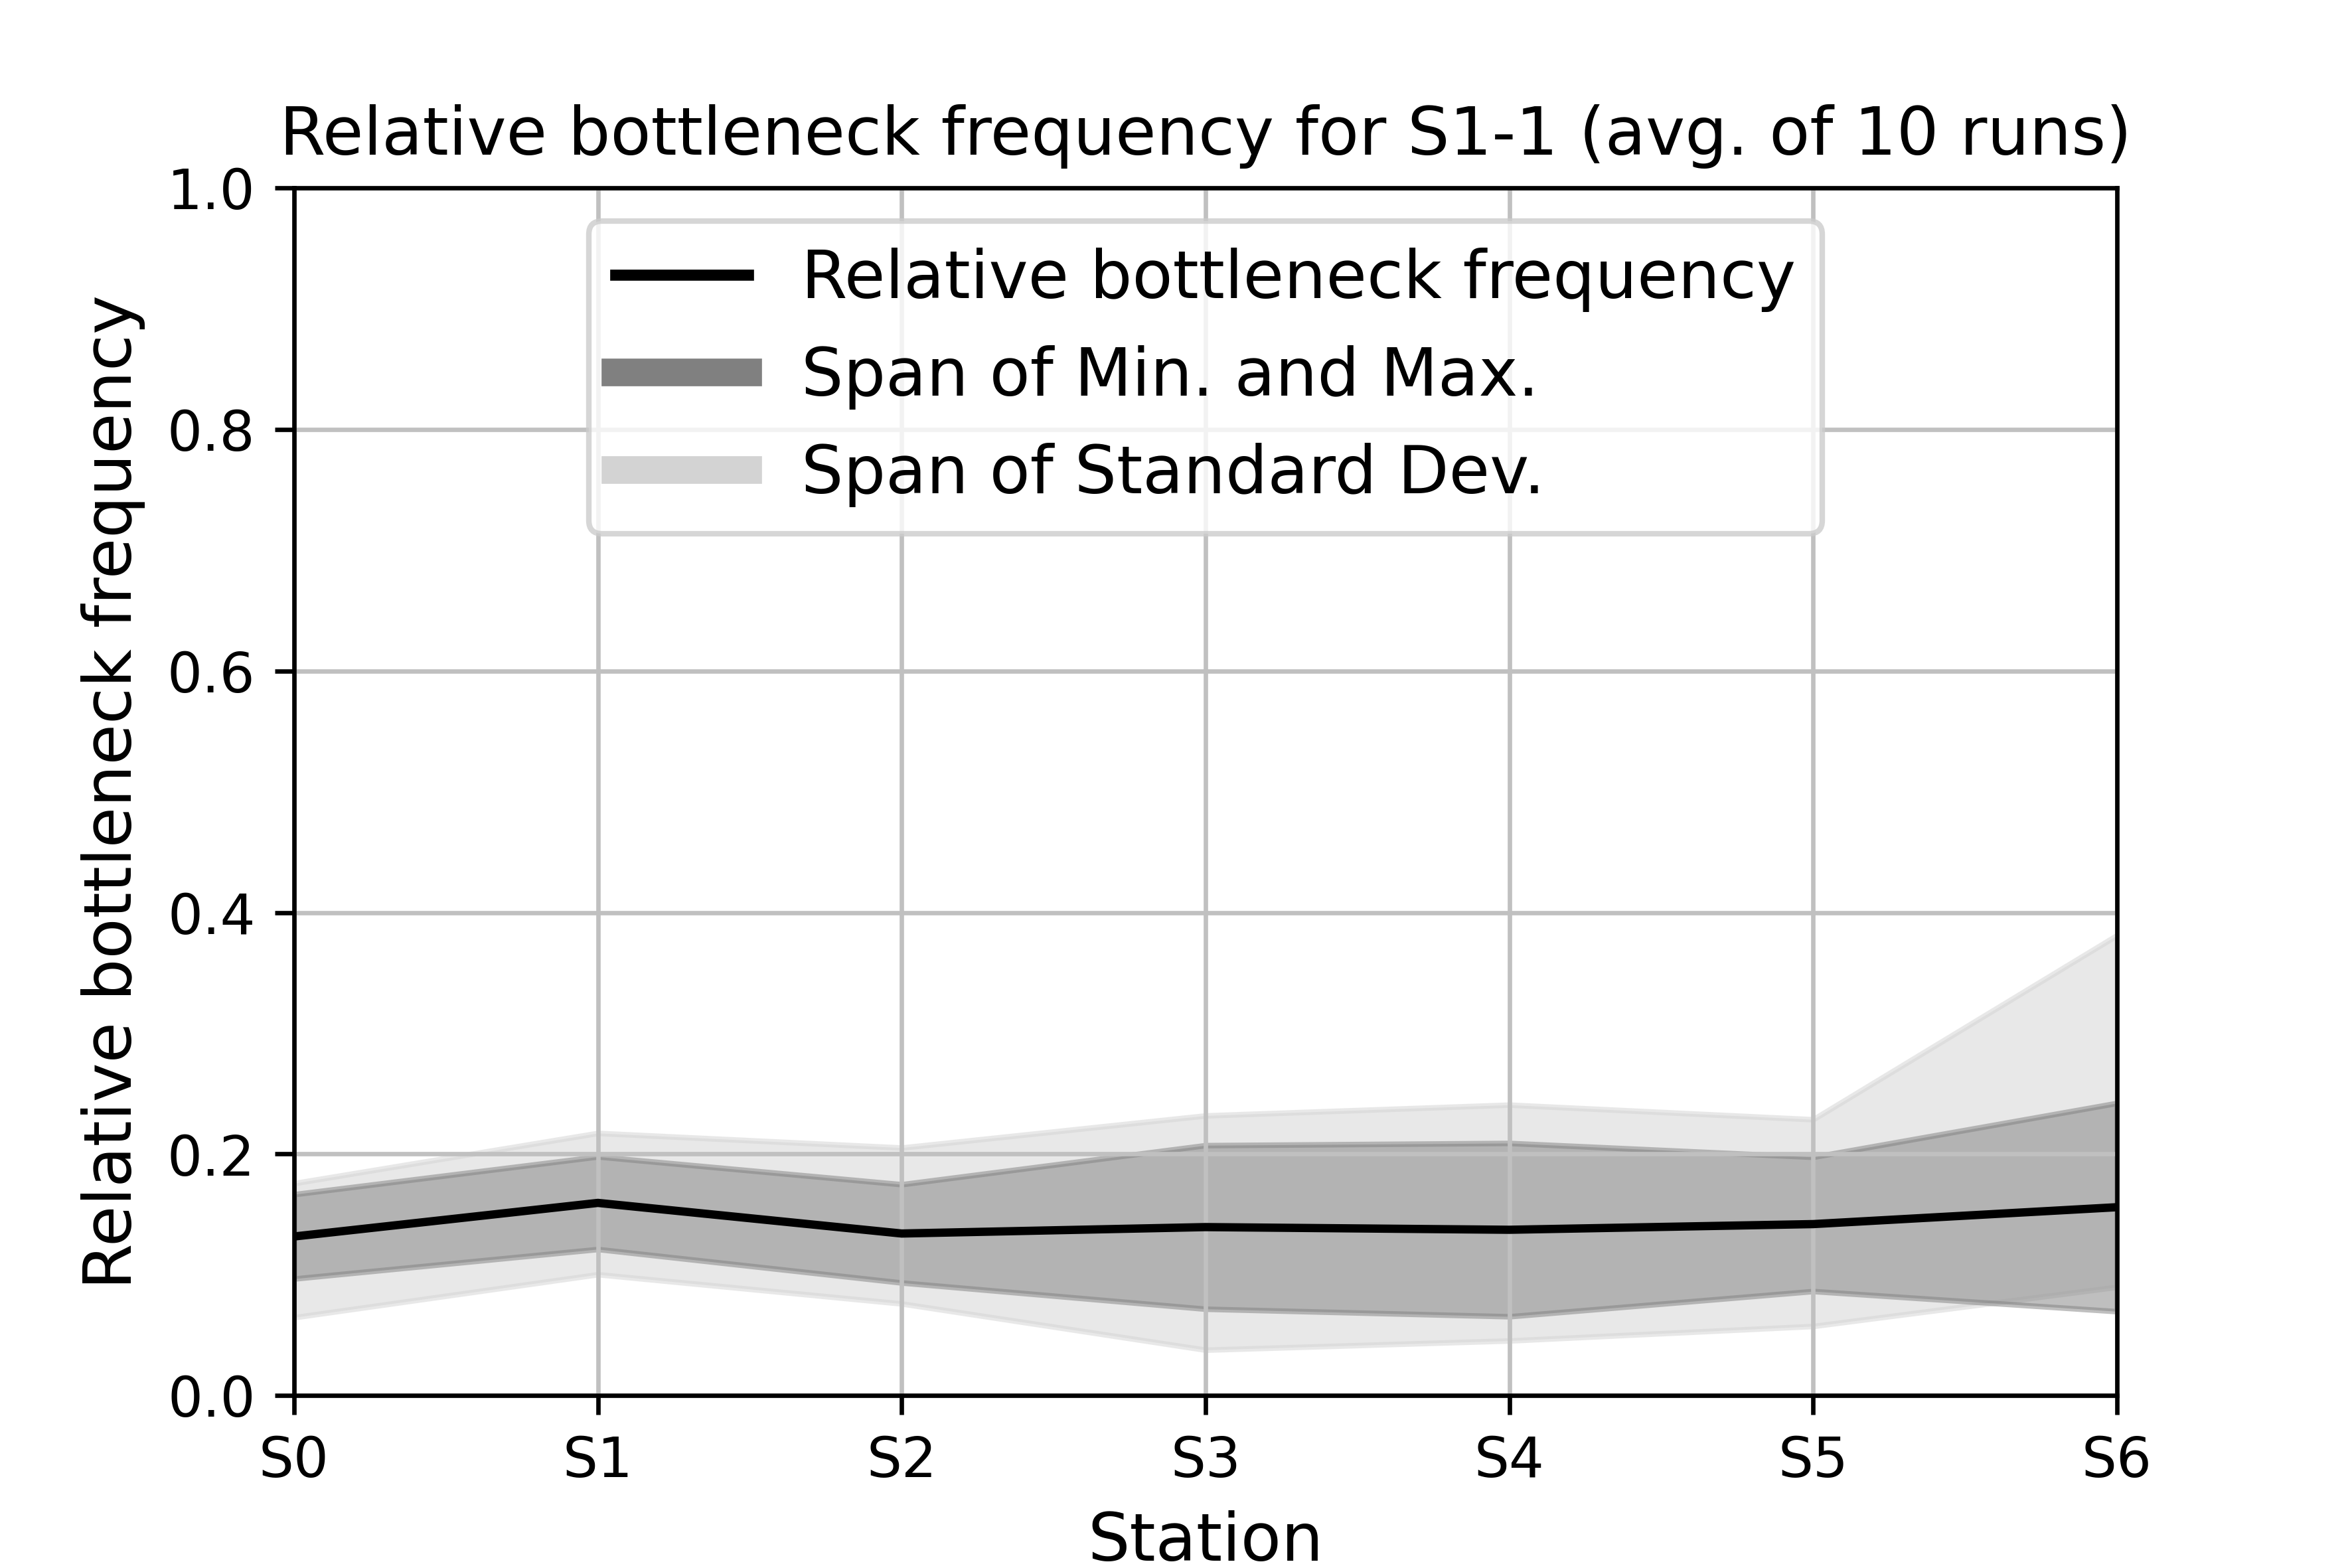 Relative bottleneck frequency for S1-1 (avg. of 10 runs)
1.0
0.8
0.6
0.4
0.2
0.0
Relative bottleneck frequency
Relative bottleneck frequency
Span of Min. and Max.
Span of Standard Dev.
S0 S1 S2 S3 S4 S5 S6
Station